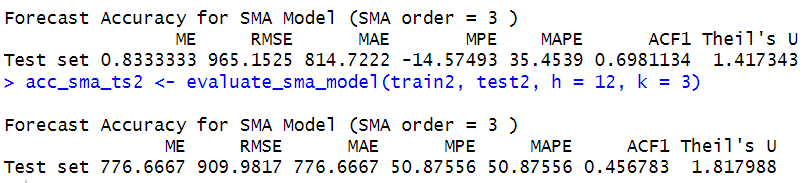 Forecast Accuracy for SMA Model (SMA order = 3 )
ME RMSE MAE MPE MAPE ACF1 Theil's U
Test set 0.8333333 965.1525 814.7222 -14.57493 35.4539 0.6981134 1.417343
> acc_sma_ts2 <- evaluate_sma_model(train2, test2, h = 12, k = 3)
Forecast Accuracy for SMA Model (SMA order = 3 )
ME RMSE MAE MPE MAPE ACF1 Theil's U
Test set 776.6667 909.9817 776.6667 50.87556 50.87556 0.456783 1.817988